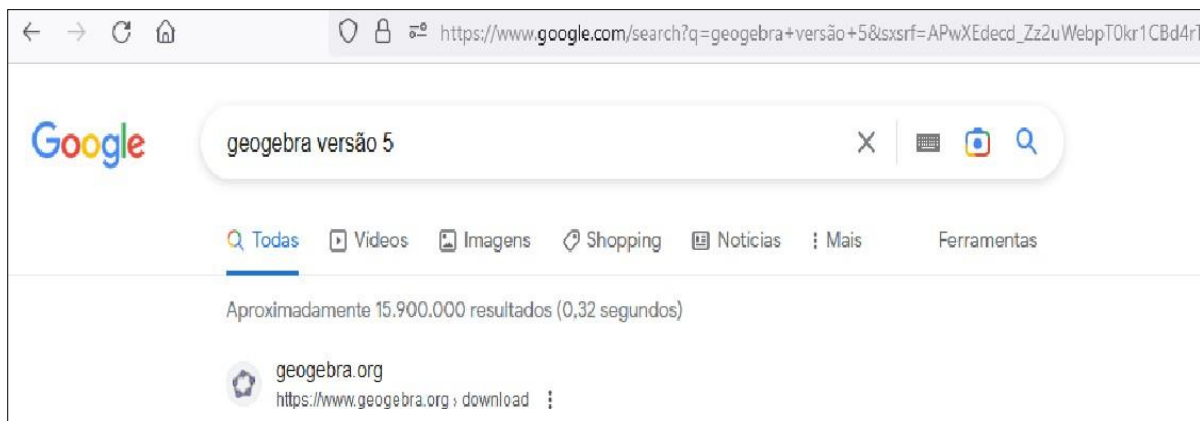 https://www.google.com/search?q=geogebra+versão+5&sxsrf=APwXEdecd_Zz2uWebpT0kr1CBd4rT
Google
geogebra versão 5
Todas Vídeos Imagens Shopping Notícias Mais Ferramentas
Aproximadamente 15.900.000 resultados (0,32 segundos)
geogebra.org
https://www.geogebra.org › download